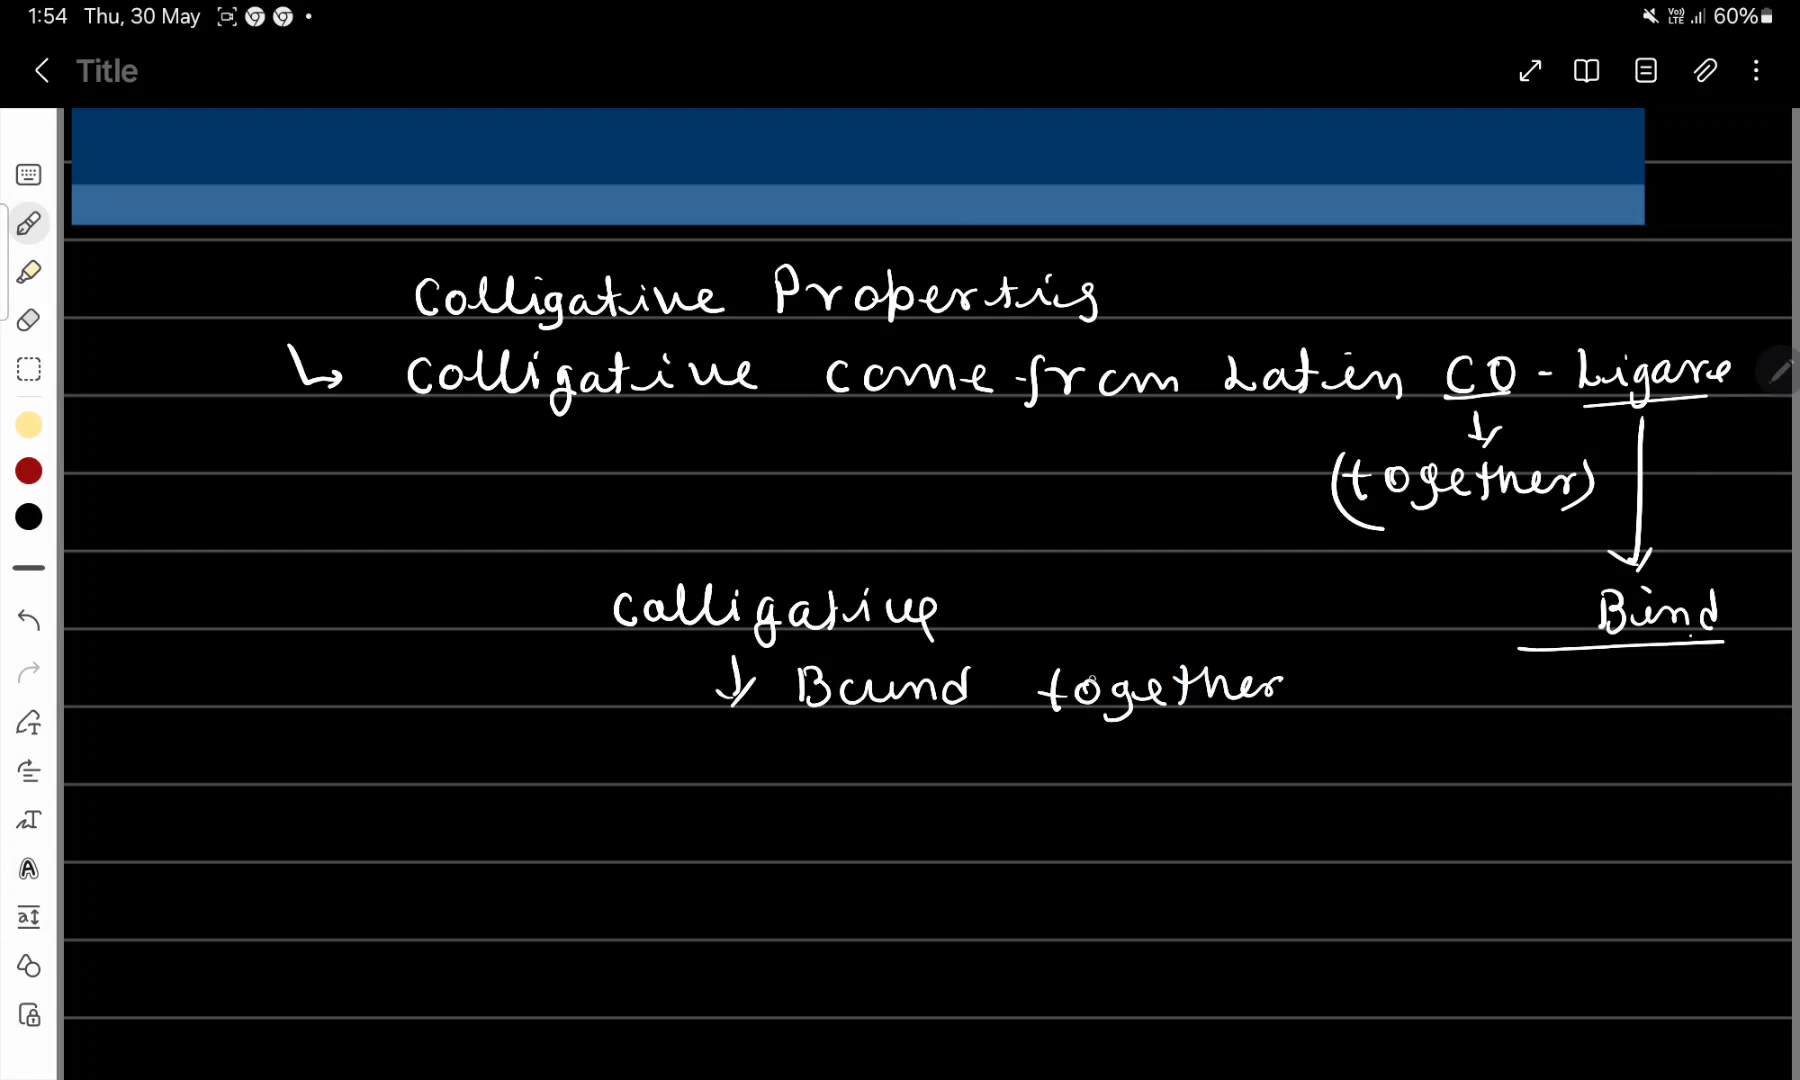 1:54 Thu, 30 May 60%
Title
Colligative Properties
↳ Colligative come from Latin CO - Ligare
↓
(together)
Colligative Bind
↓ Bound together